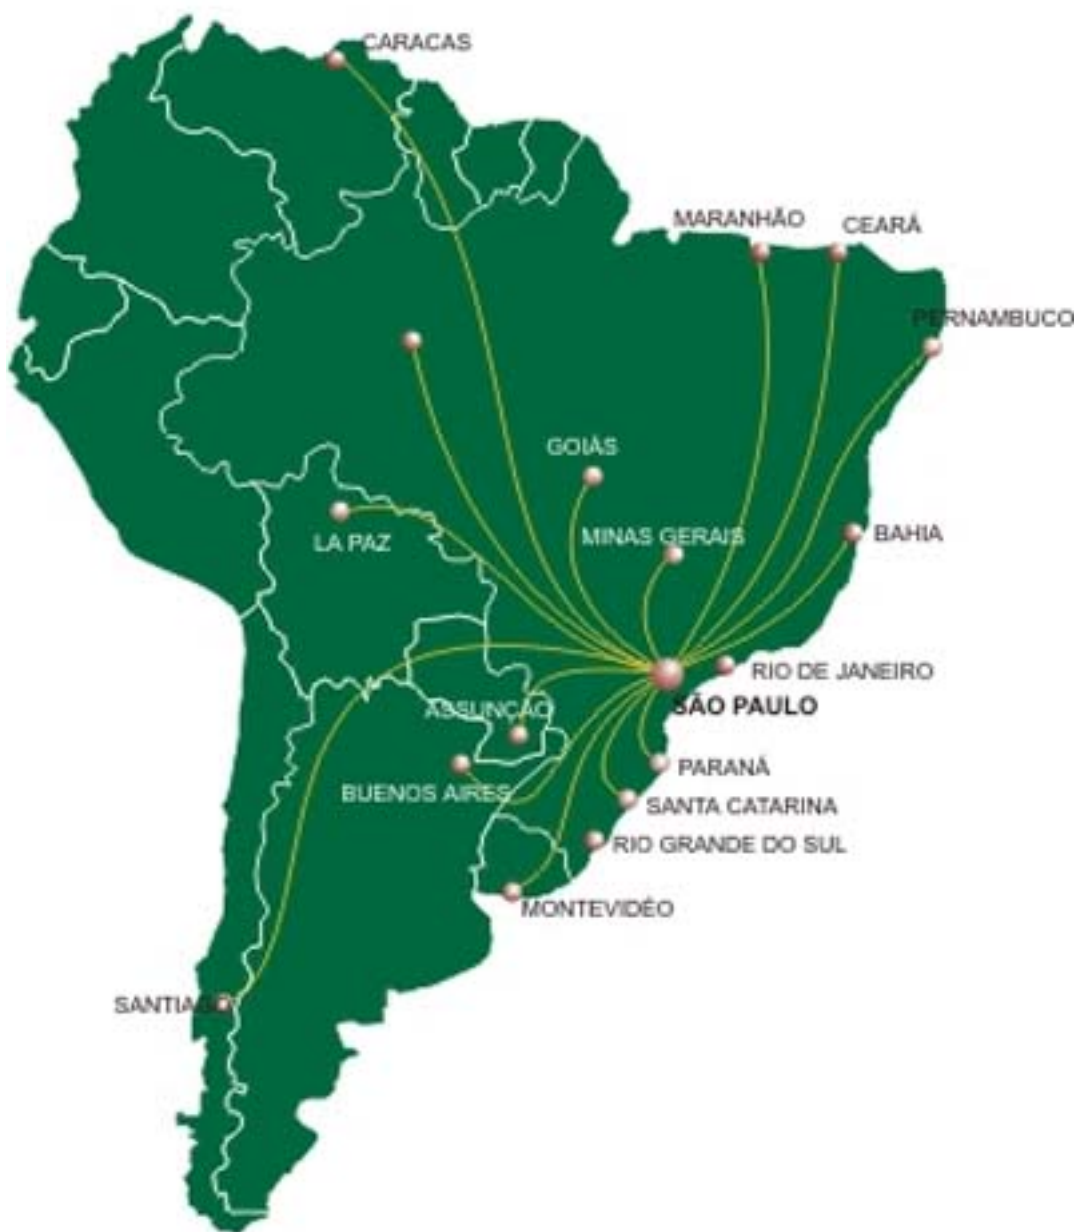 CARACAS
MARANHÃO
CEARÁ
PERNAMBUCO
GOIÁS
MINAS GERAIS
BAHIA
LA PAZ
RIO DE JANEIRO
SÃO PAULO
ASSUNÇÃO
PARANÁ
BUENOS AIRES
SANTA CATARINA
RIO GRANDE DO SUL
MONTEVIDÉO
SANTIAGO